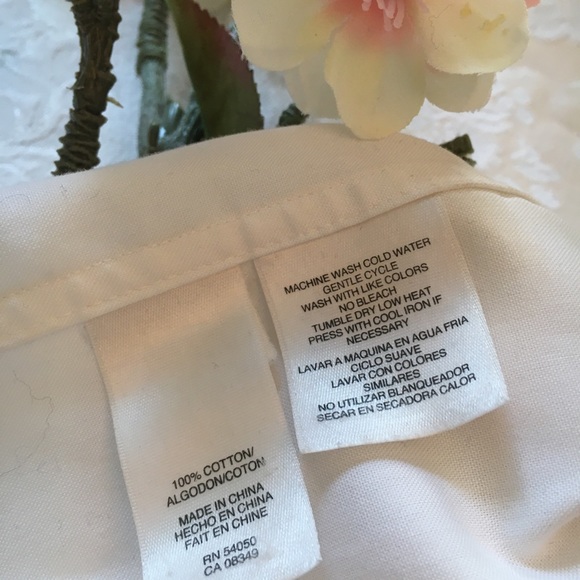 MACHINE WASH COLD WATER
GENTLE CYCLE
WASH WITH LIKE COLORS
NO BLEACH
TUMBLE DRY LOW HEAT
PRESS WITH COOL IRON IF
NECESSARY
LAVAR A MAQUINA EN AGUA FRIA
CICLO SUAVE
LAVAR CON COLORES
SIMILARES
NO UTILIZAR BLANQUEADOR
SECAR EN SECADORA CALOR
100% COTTON/
ALGODON/COTON
MADE IN CHINA
HECHO EN CHINA
FAIT EN CHINE
RN 54050
CA 08349